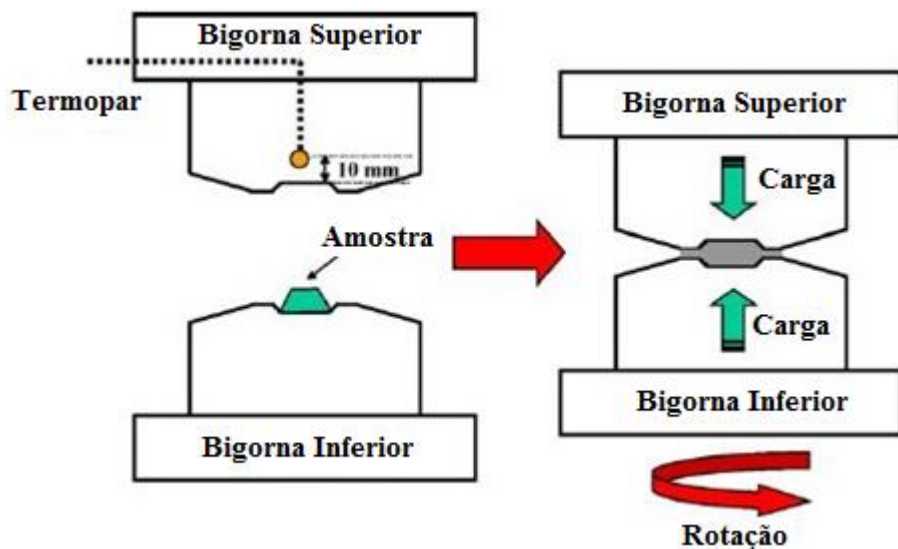 Bigorna Superior
Termopar
10 mm
Amostra
Bigorna Inferior
Bigorna Superior
Carga
Carga
Bigorna Inferior
Rotação